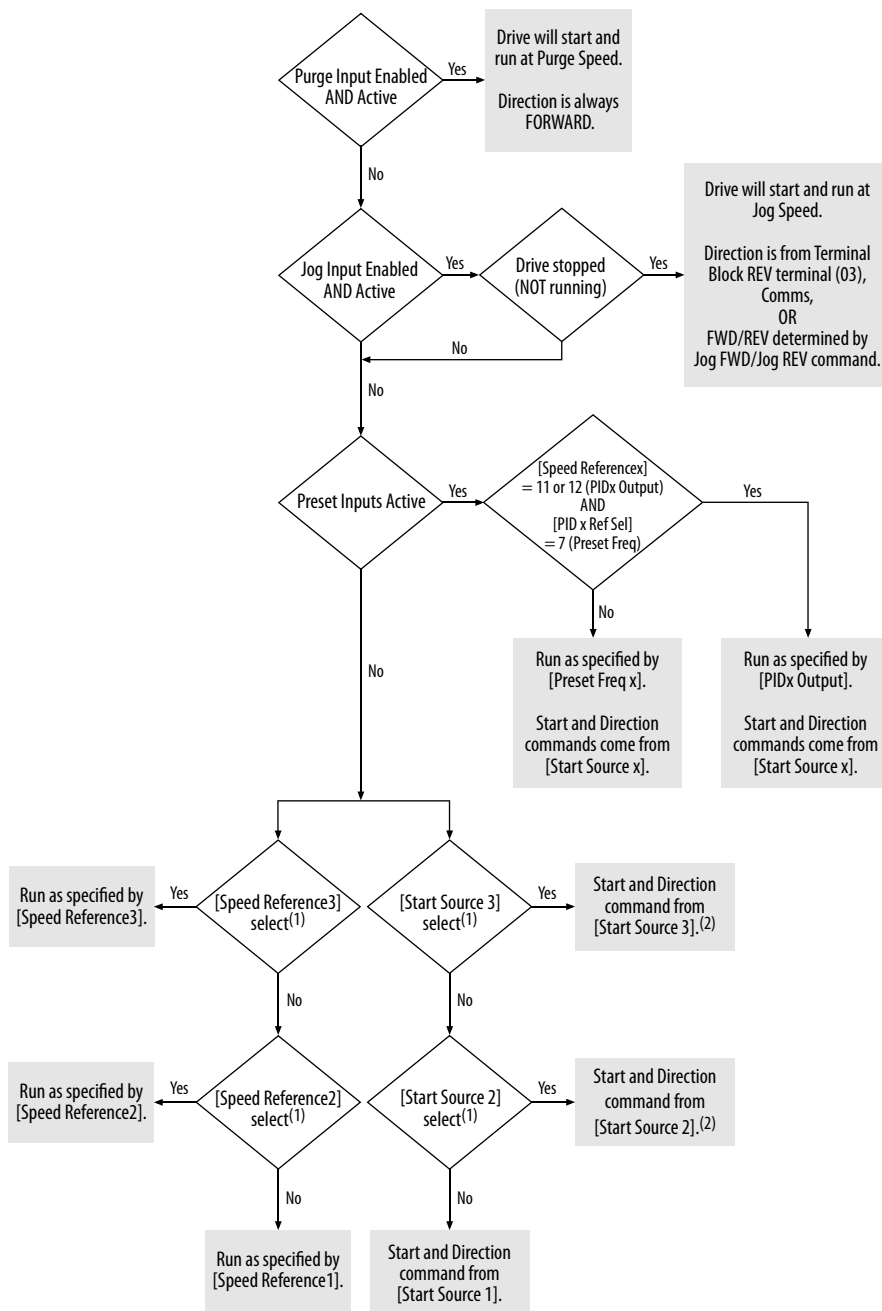 Purge Input Enabled
AND Active
Yes
Drive will start and
run at Purge Speed.
Direction is always
FORWARD.
No
Jog Input Enabled
AND Active
Yes
Drive stopped
(NOT running)
Yes
Drive will start and run at
Jog Speed.
Direction is from Terminal
Block REV terminal (03),
Comms,
OR
FWD/REV determined by
Jog FWD/Jog REV command.
No
No
Preset Inputs Active
Yes
[Speed Referencex]
= 11 or 12 (PIDx Output)
AND
[PID x Ref Sel]
= 7 (Preset Freq)
Yes
No
No
Run as specified by
[Preset Freq x].
Start and Direction
commands come from
[Start Source x].
Run as specified by
[PIDx Output].
Start and Direction
commands come from
[Start Source x].
Run as specified by
[Speed Reference3].
Yes
[Speed Reference3]
select(1)
[Start Source 3]
select(1)
Yes
Start and Direction
command from
[Start Source 3].(2)
No
No
Run as specified by
[Speed Reference2].
Yes
[Speed Reference2]
select(1)
[Start Source 2]
select(1)
Yes
Start and Direction
command from
[Start Source 2].(2)
No
No
Run as specified by
[Speed Reference1].
Start and Direction
command from
[Start Source 1].